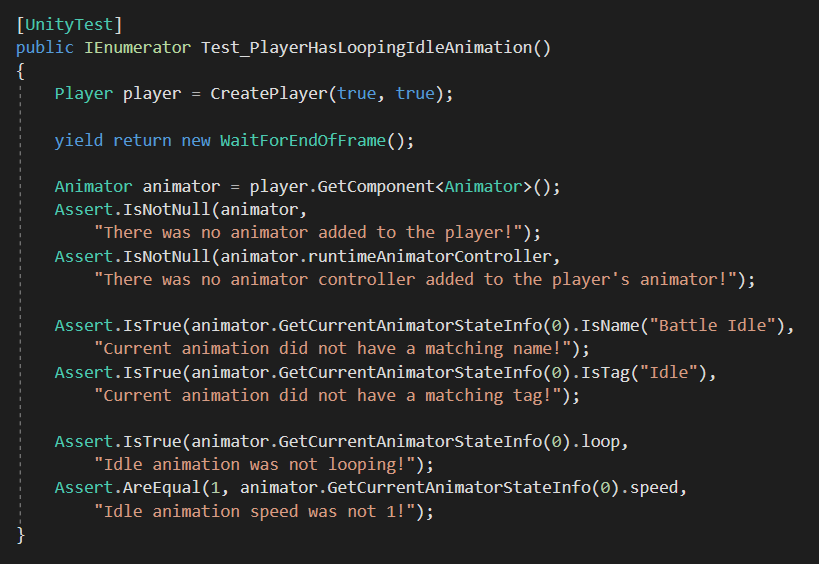 [UnityTest]
public IEnumerator Test_PlayerHasLoopingIdleAnimation()
{
Player player = CreatePlayer(true, true);
yield return new WaitForEndOfFrame();
Animator animator = player.GetComponent<Animator>();
Assert.IsNotNull(animator,
"There was no animator added to the player!");
Assert.IsNotNull(animator.runtimeAnimatorController,
"There was no animator controller added to the player's animator!");
Assert.IsTrue(animator.GetCurrentAnimatorStateInfo(0).IsName("Battle Idle"),
"Current animation did not have a matching name!");
Assert.IsTrue(animator.GetCurrentAnimatorStateInfo(0).IsTag("Idle"),
"Current animation did not have a matching tag!");
Assert.IsTrue(animator.GetCurrentAnimatorStateInfo(0).loop,
"Idle animation was not looping!");
Assert.AreEqual(1, animator.GetCurrentAnimatorStateInfo(0).speed,
"Idle animation speed was not 1!");
}